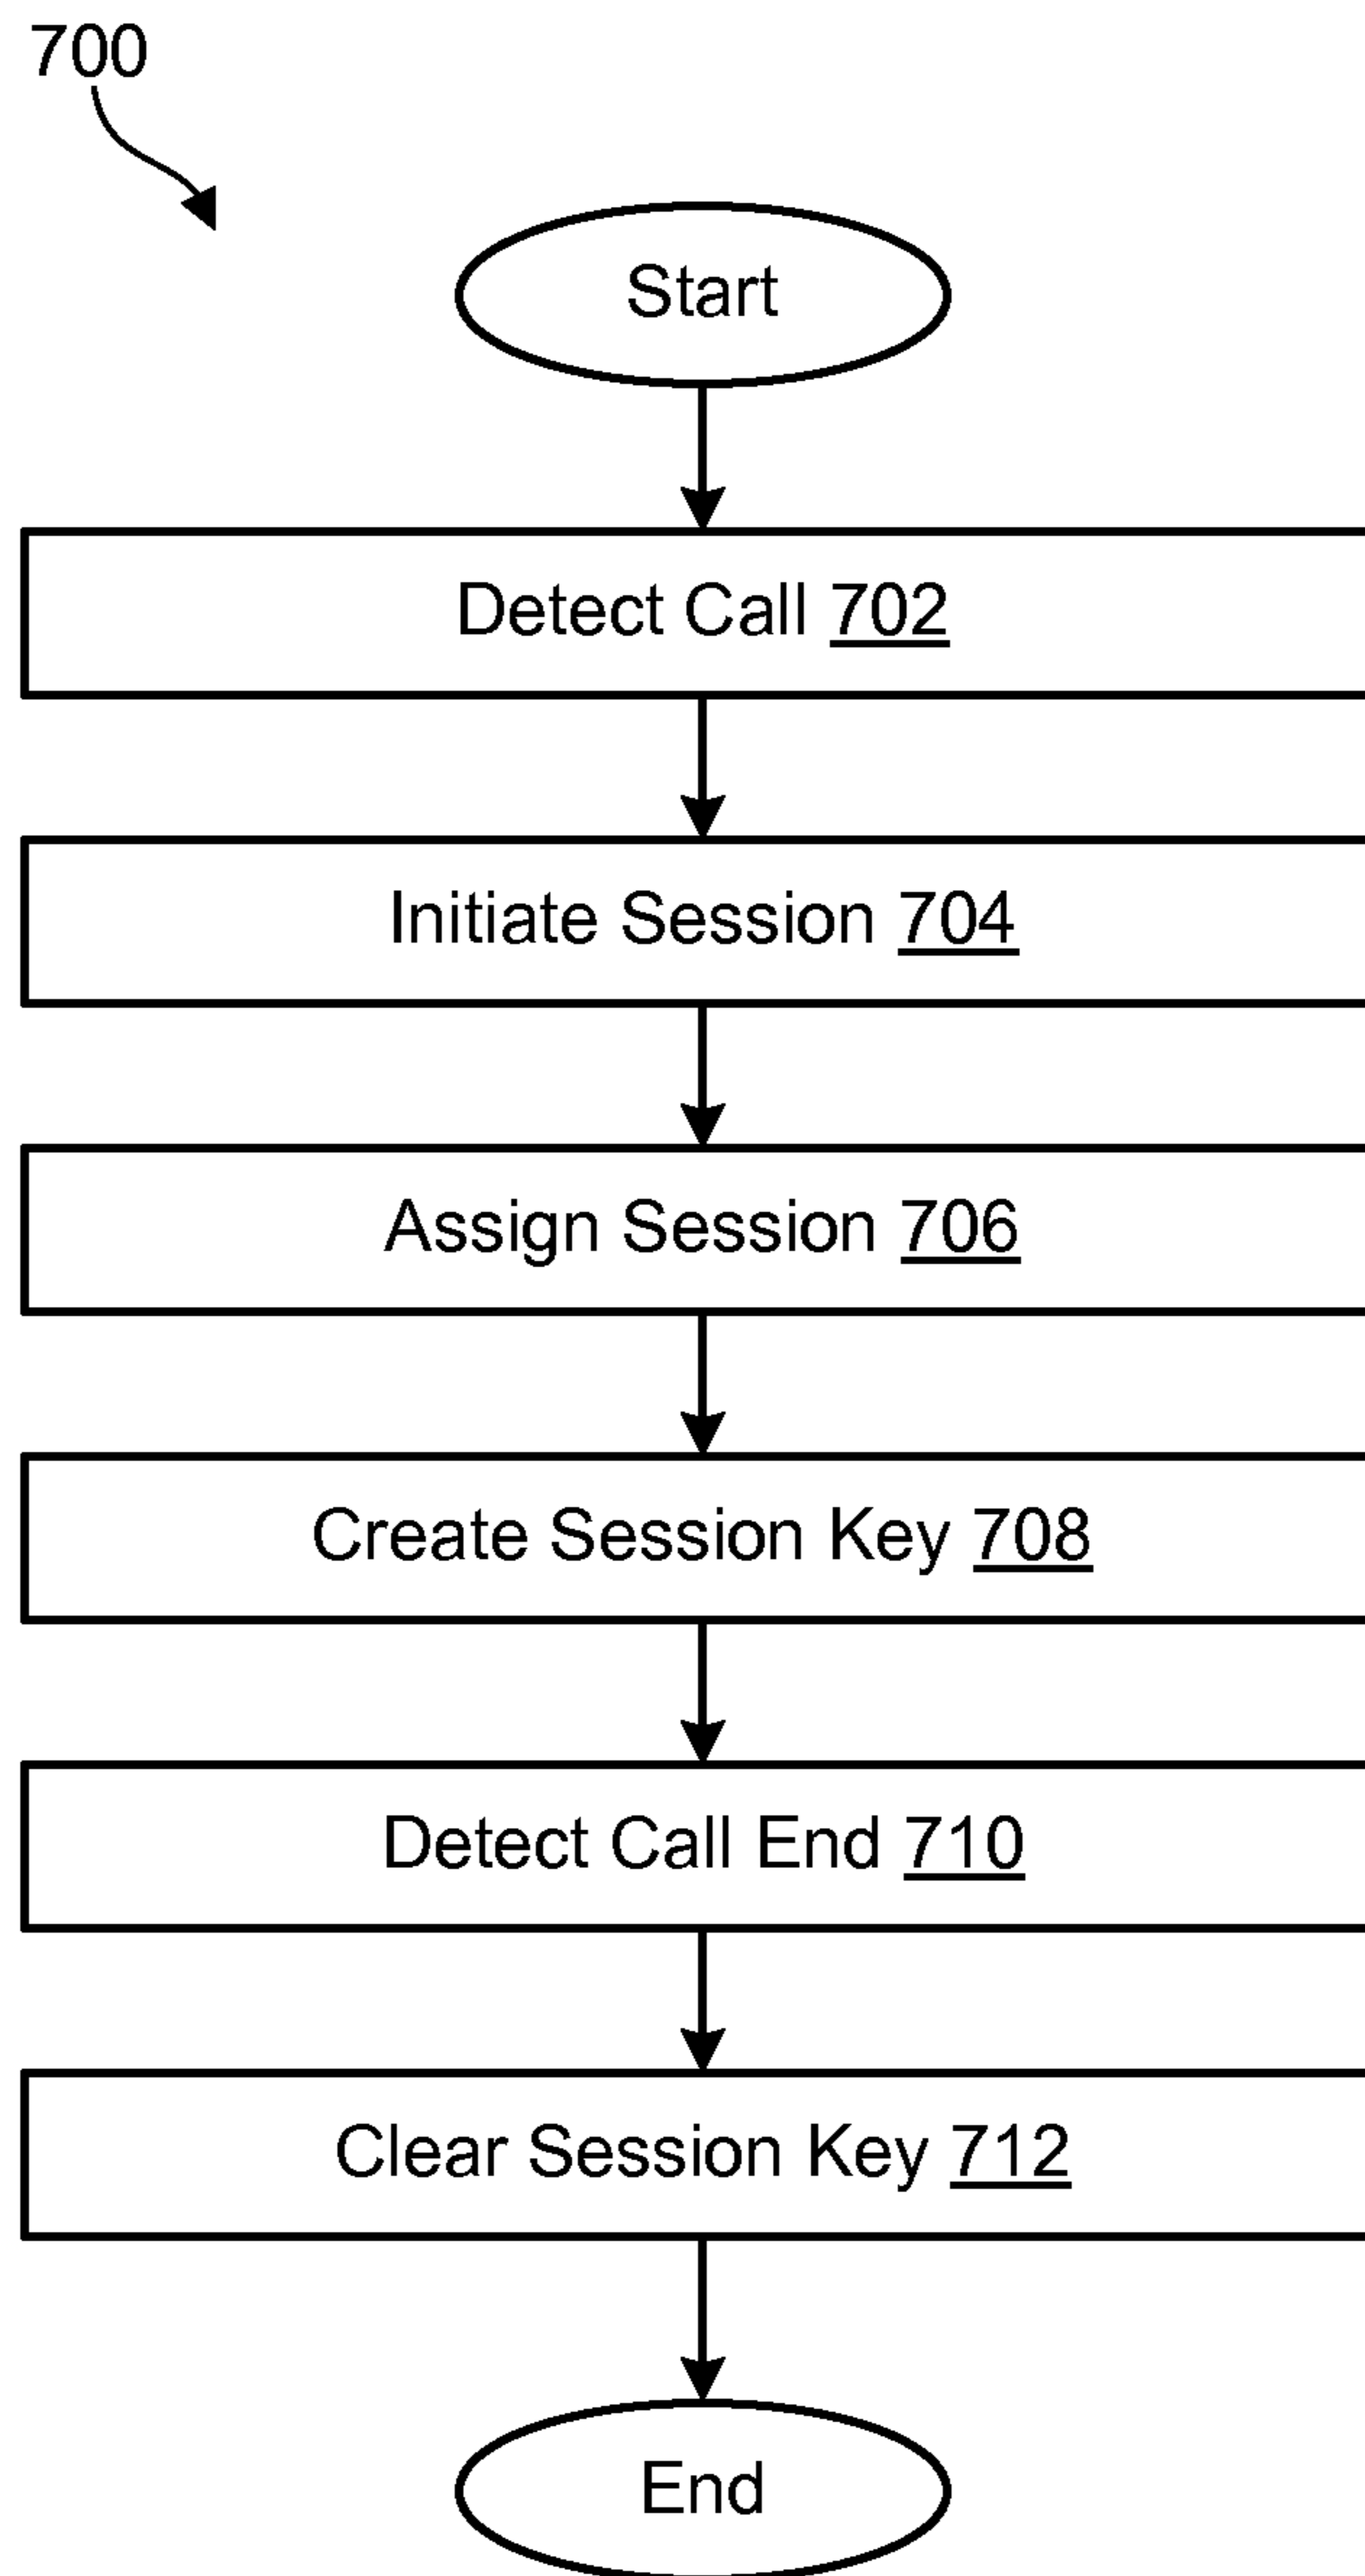 700
Start
Detect Call 702
Initiate Session 704
Assign Session 706
Create Session Key 708
Detect Call End 710
Clear Session Key 712
End